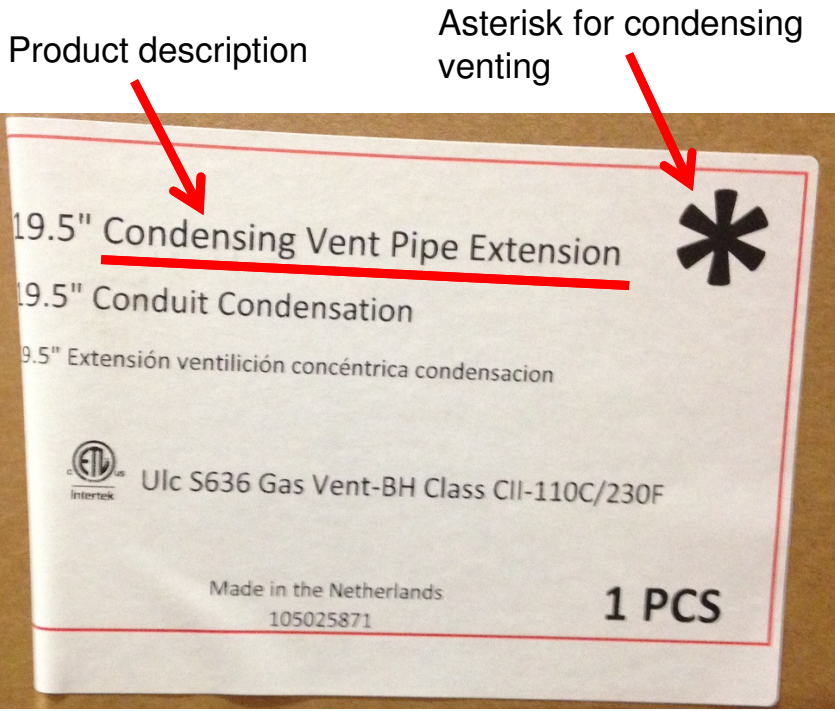 Product description
Asterisk for condensing
venting
19.5" Condensing Vent Pipe Extension
*
19.5" Conduit Condensation
9.5" Extensión ventilición concéntrica condensacion
c ETL us
Intertek
Ulc S636 Gas Vent-BH Class CII-110C/230F
Made in the Netherlands
105025871
1 PCS